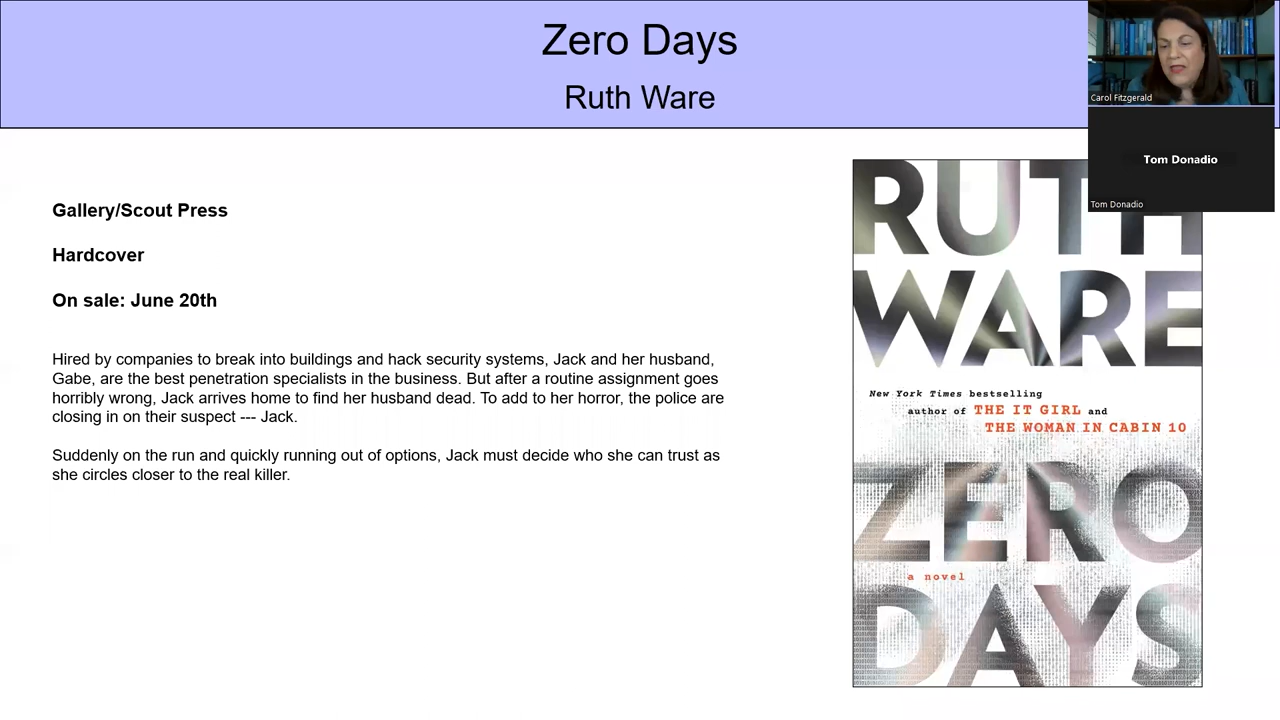 Zero Days
Ruth Ware
Carol Fitzgerald
Tom Donadio
Tom Donadio
Gallery/Scout Press
Hardcover
On sale: June 20th
Hired by companies to break into buildings and hack security systems, Jack and her husband,
Gabe, are the best penetration specialists in the business. But after a routine assignment goes
horribly wrong, Jack arrives home to find her husband dead. To add to her horror, the police are
closing in on their suspect --- Jack.
Suddenly on the run and quickly running out of options, Jack must decide who she can trust as
she circles closer to the real killer.
RUTH
WARE
New York Times bestselling
author of THE IT GIRL and
THE WOMAN IN CABIN 10
ZERO
a novel
DAYS